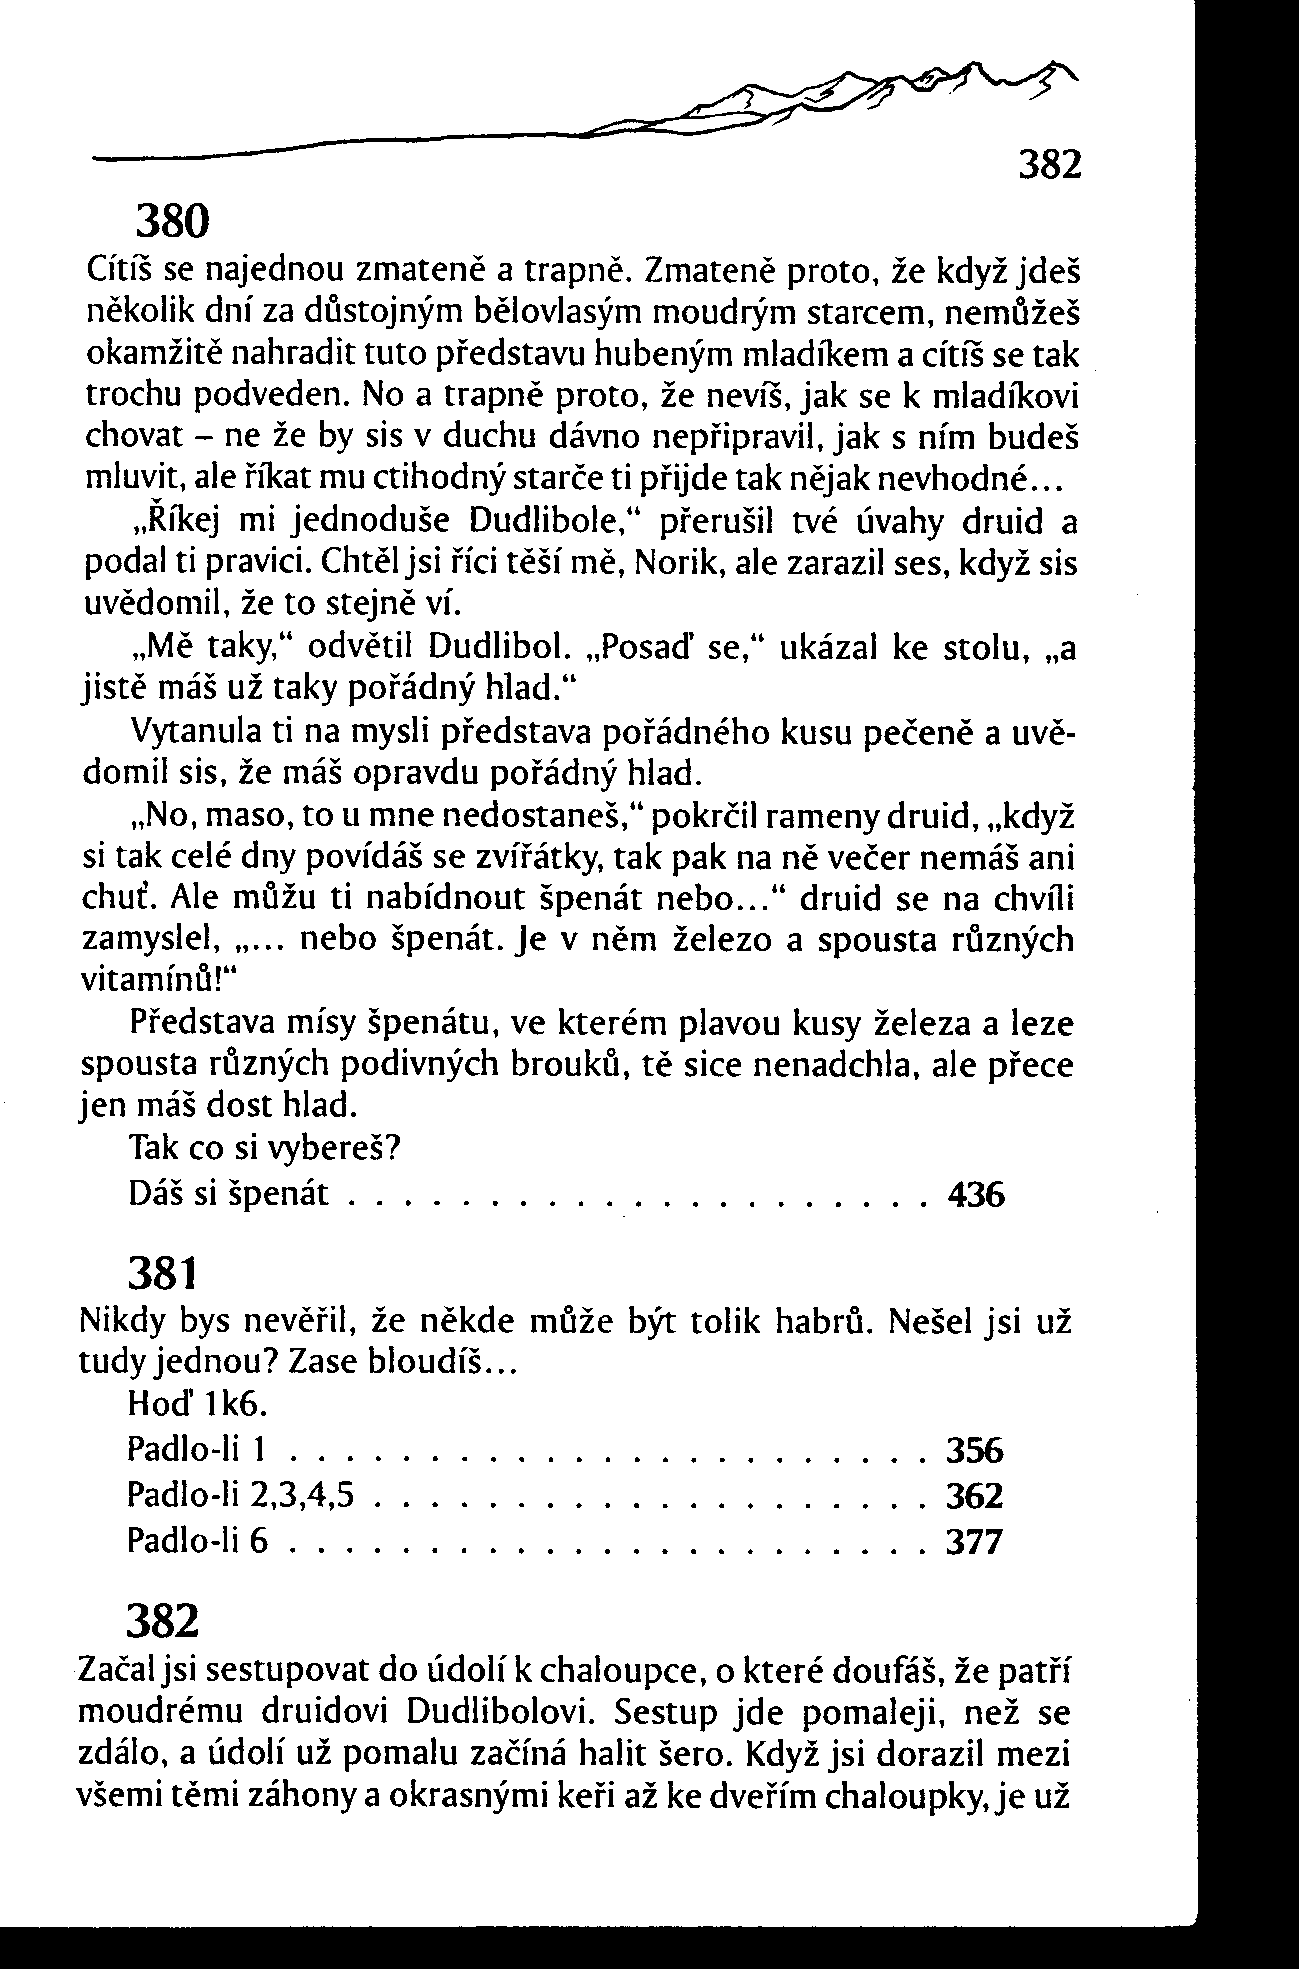 382
380
Cítíš se najednou zmateně a trapně. Zmateně proto, že když jdeš
několik dní za důstojným bělovlasým moudrým starcem, nemůžeš
okamžitě nahradit tuto představu hubeným mladíkem a cítíš se tak
trochu podveden. No a trapně proto, že nevíš, jak se k mladíkovi
chovat – ne že by sis v duchu dávno nepřipravil, jak s ním budeš
mluvit, ale říkat mu ctihodný starče ti přijde tak nějak nevhodné...
„Říkej mi jednoduše Dudlibole,“ přerušil tvé úvahy druid a
podal ti pravici. Chtěl jsi říci těší mě, Norik, ale zarazil ses, když sis
uvědomil, že to stejně ví.
„Mě taky,“ odvětil Dudlibol. „Posaď se,“ ukázal ke stolu, „a
jistě máš už taky pořádný hlad.“
Vytanula ti na mysli představa pořádného kusu pečeně a uvě-
domil sis, že máš opravdu pořádný hlad.
„No, maso, to u mne nedostaneš,“ pokrčil rameny druid, „když
si tak celé dny povídáš se zvířátky, tak pak na ně večer nemáš ani
chuť. Ale můžu ti nabídnout špenát nebo...“ druid se na chvíli
zamyslel, „... nebo špenát. Je v něm železo a spousta různých
vitamínů!“
Představa mísy špenátu, ve kterém plavou kusy železa a leze
spousta různých podivných brouků, tě sice nenadchla, ale přece
jen máš dost hlad.
Tak co si vybereš?
Dáš si špenát . . . . . . . . . . . . . . . . . . . . . 436
381
Nikdy bys nevěřil, že někde může být tolik habrů. Nešel jsi už
tudy jednou? Zase bloudíš...
Hoď 1k6.
Padlo-li 1 . . . . . . . . . . . . . . . . . . . . . . . 356
Padlo-li 2,3,4,5 . . . . . . . . . . . . . . . . . . . . 362
Padlo-li 6 . . . . . . . . . . . . . . . . . . . . . . . 377
382
Začal jsi sestupovat do údolí k chaloupce, o které doufáš, že patří
moudrému druidovi Dudlibolovi. Sestup jde pomaleji, než se
zdálo, a údolí už pomalu začíná halit šero. Když jsi dorazil mezi
všemi těmi záhony a okrasnými keři až ke dveřím chaloupky, je už